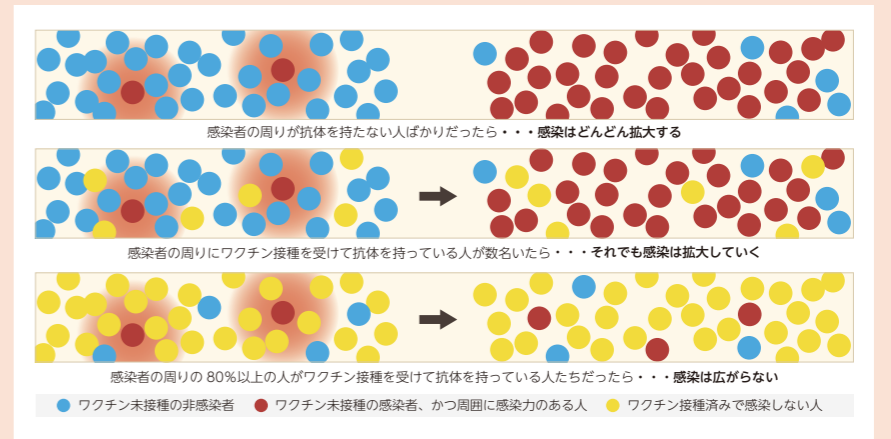 感染者の周りが抗体を持たない人ばかりだったら・・・感染はどんどん拡大する
感染者の周りにワクチン接種を受けて抗体を持っている人が数名いたら・・・それでも感染は拡大していく
感染者の周りの 80%以上の人がワクチン接種を受けて抗体を持っている人たちだったら・・・感染は広がらない
ワクチン未接種の非感染者 ワクチン未接種の感染者、かつ周囲に感染力のある人 ワクチン接種済みで感染しない人